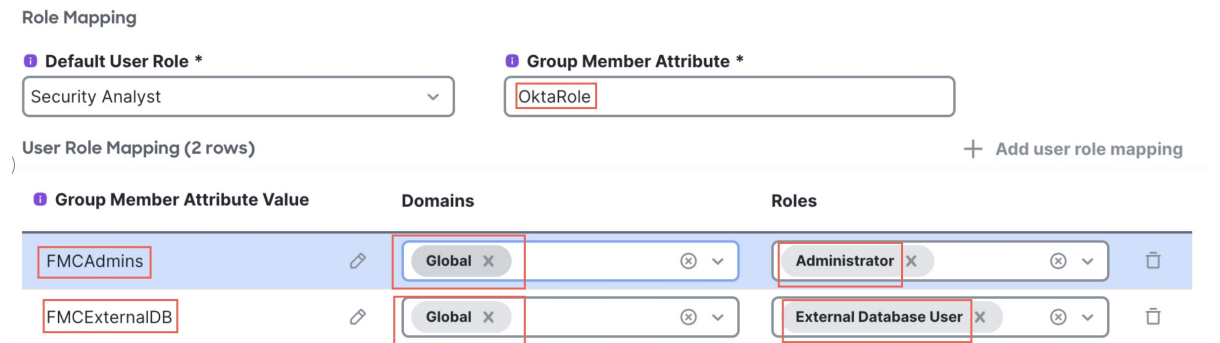 Role Mapping
Default User Role * Group Member Attribute *
Security Analyst OktaRole
User Role Mapping (2 rows) + Add user role mapping
)
Group Member Attribute Value Domains Roles
FMCAdmins Global X Administrator X
FMCExternalDB Global X External Database User X